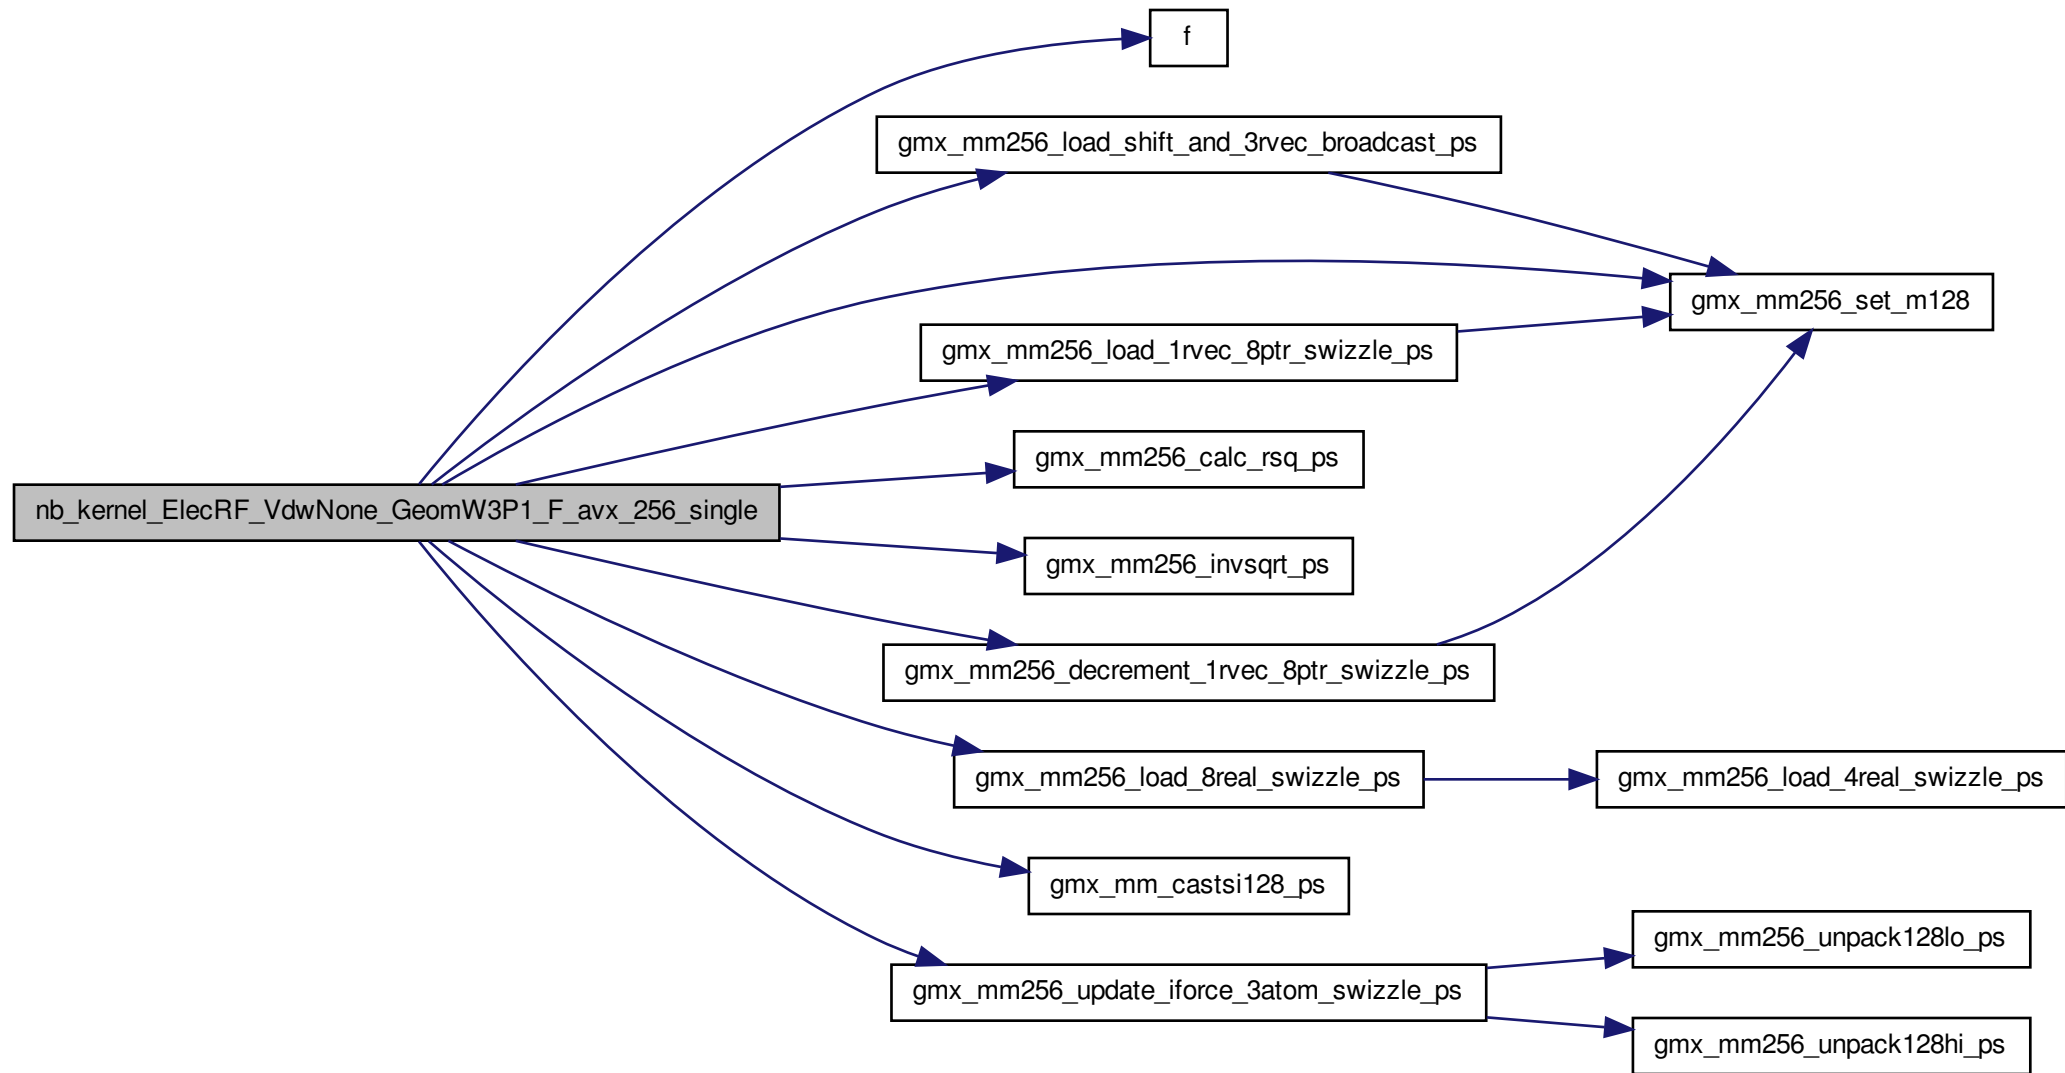 f
gmx_mm256_load_shift_and_3rvec_broadcast_ps
gmx_mm256_set_m128
gmx_mm256_load_1rvec_8ptr_swizzle_ps
gmx_mm256_calc_rsq_ps
nb_kernel_ElecRF_VdwNone_GeomW3P1_F_avx_256_single
gmx_mm256_invsqrt_ps
gmx_mm256_decrement_1rvec_8ptr_swizzle_ps
gmx_mm256_load_8real_swizzle_ps
gmx_mm256_load_4real_swizzle_ps
gmx_mm_castsi128_ps
gmx_mm256_unpack128lo_ps
gmx_mm256_update_iforce_3atom_swizzle_ps
gmx_mm256_unpack128hi_ps